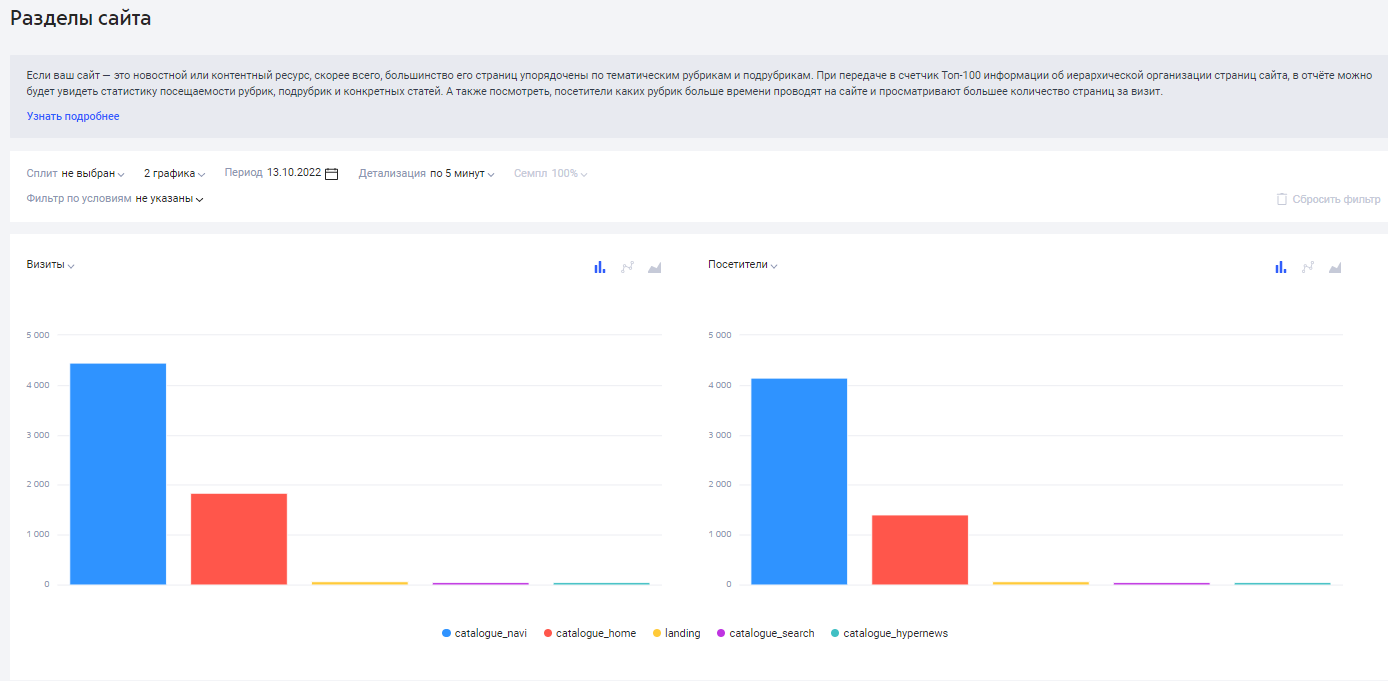 Разделы сайта
Если ваш сайт — это новостной или контентный ресурс, скорее всего, большинство его страниц упорядочены по тематическим рубрикам и подрубрикам. При передаче в счетчик Топ-100 информации об иерархической организации страниц сайта, в отчёте можно
будет увидеть статистику посещаемости рубрик, подрубрик и конкретных статей. А также посмотреть, посетители каких рубрик больше времени проводят на сайте и просматривают большее количество страниц за визит.
Узнать подробнее
Сплит не выбран 2 графика Период 13.10.2022 Детализация по 5 минут Семпл 100%
Фильтр по условиям не указаны Сбросить фильтр
Визиты
5 000
4 000
3 000
2 000
1 000
0
Посетители
5 000
4 000
3 000
2 000
1 000
0
catalogue_navi catalogue_home landing catalogue_search catalogue_hypernews